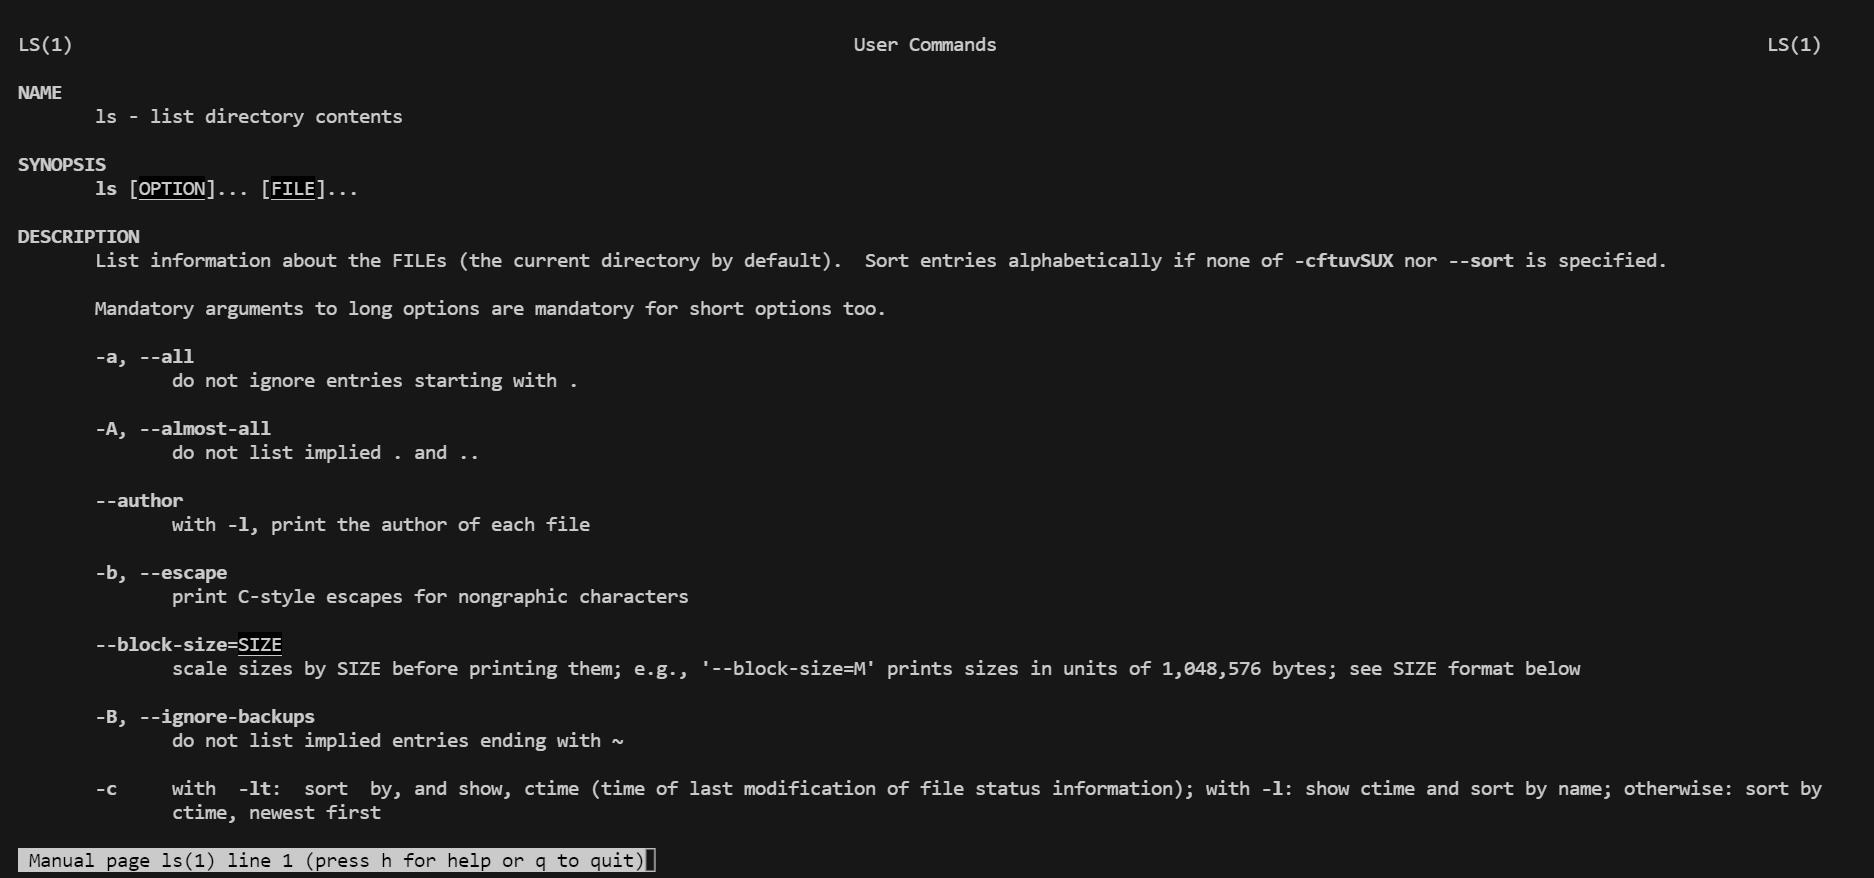 LS(1) User Commands LS(1)
NAME
ls - list directory contents
SYNOPSIS
ls [OPTION]... [FILE]...
DESCRIPTION
List information about the FILEs (the current directory by default).  Sort entries alphabetically if none of -cftuvSUX nor --sort is specified.
Mandatory arguments to long options are mandatory for short options too.
-a, --all
do not ignore entries starting with .
-A, --almost-all
do not list implied . and ..
--author
with -l, print the author of each file
-b, --escape
print C-style escapes for nongraphic characters
--block-size=SIZE
scale sizes by SIZE before printing them; e.g., '--block-size=M' prints sizes in units of 1,048,576 bytes; see SIZE format below
-B, --ignore-backups
do not list implied entries ending with ~
-c     with  -lt:  sort  by, and show, ctime (time of last modification of file status information); with -l: show ctime and sort by name; otherwise: sort by
ctime, newest first
Manual page ls(1) line 1 (press h for help or q to quit)